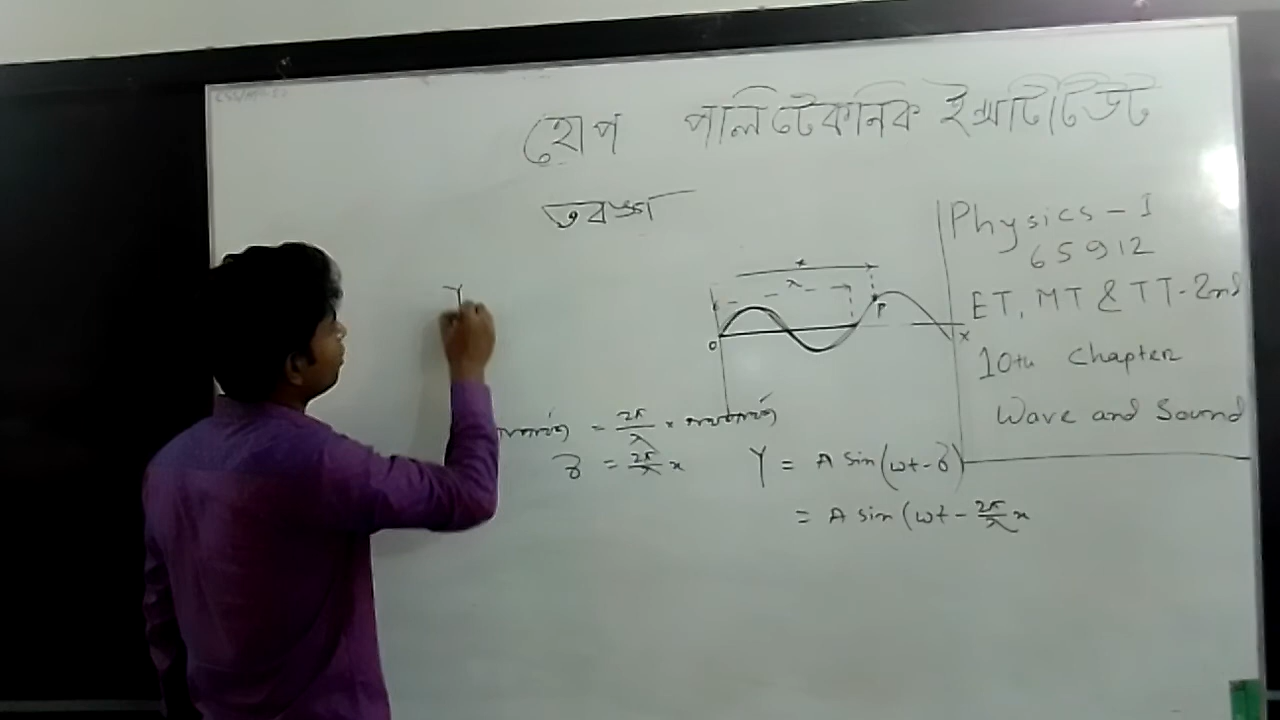 হোপ পলিটেকনিক ইন্সটিটিউট
তরঙ্গ
Physics - I
65912
ET, MT & TT - 2nd
10th Chapter
Wave and Sound
x
λ
P
O
X
Y
= 2π/λ ×
δ = 2π/λ x
Y = A sin(ωt - δ)
= A sin(ωt - 2π/λ x